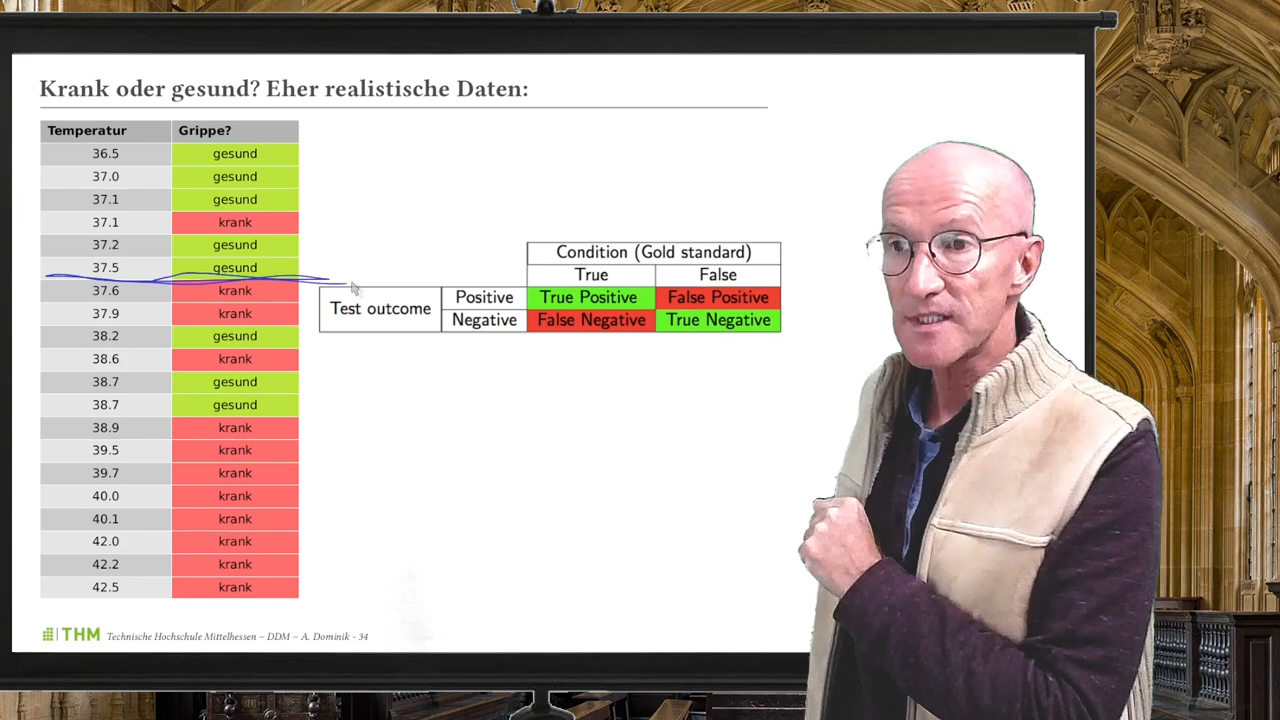 Krank oder gesund? Eher realistische Daten:
Temperatur Grippe?
36.5 gesund
37.0 gesund
37.1 gesund
37.1 krank
37.2 gesund
37.5 gesund
37.6 krank
37.9 krank
38.2 gesund
38.6 krank
38.7 gesund
38.7 gesund
38.9 krank
39.5 krank
39.7 krank
40.0 krank
40.1 krank
42.0 krank
42.2 krank
42.5 krank
Condition (Gold standard)
True False
Test outcome
Positive True Positive False Positive
Negative False Negative True Negative
THM Technische Hochschule Mittelhessen – DDM – A. Dominik - 34